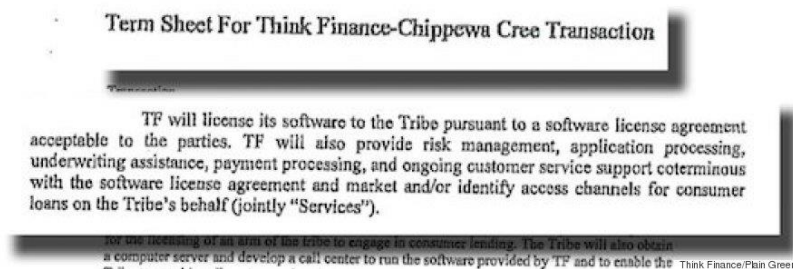 Term Sheet For Think Finance-Chippewa Cree Transaction
Transaction
TF will license its software to the Tribe pursuant to a software license agreement
acceptable to the parties. TF will also provide risk management, application processing,
underwriting assistance, payment processing, and ongoing customer service support coterminous
with the software license agreement and market and/or identify access channels for consumer
loans on the Tribe's behalf (jointly "Services").
for the licensing of an arm of the tribe to engage in consumer lending. The Tribe will also obtain
a computer server and develop a call center to run the software provided by TF and to enable the
Think Finance/Plain Green